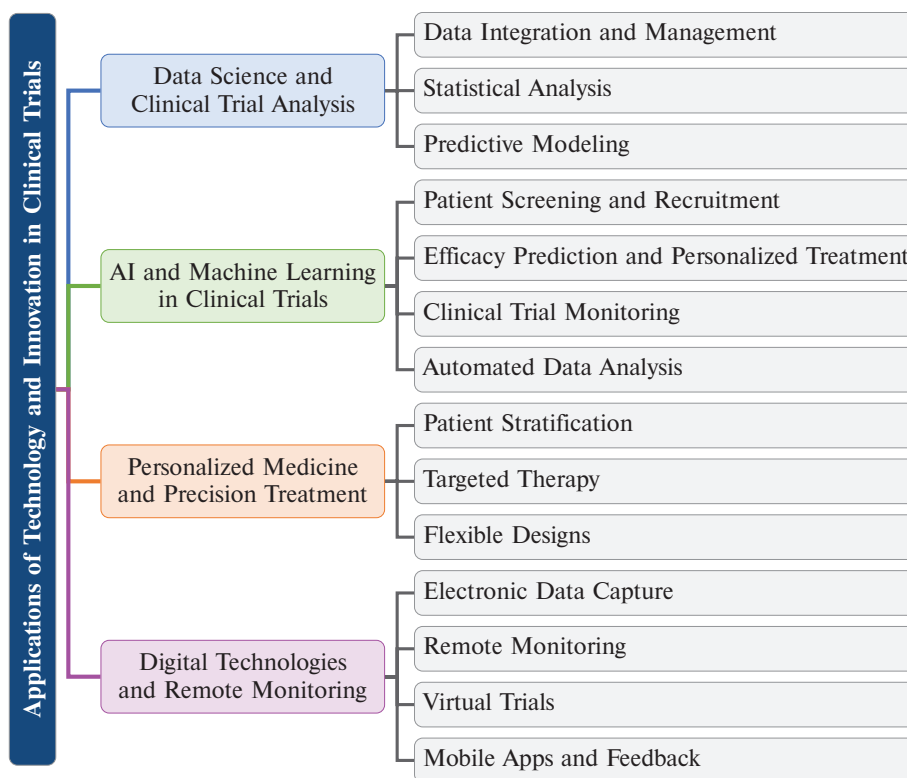 Applications of Technology and Innovation in Clinical Trials
Data Science and
Clinical Trial Analysis
Data Integration and Management
Statistical Analysis
Predictive Modeling
AI and Machine Learning
in Clinical Trials
Patient Screening and Recruitment
Efficacy Prediction and Personalized Treatment
Clinical Trial Monitoring
Automated Data Analysis
Personalized Medicine
and Precision Treatment
Patient Stratification
Targeted Therapy
Flexible Designs
Digital Technologies
and Remote Monitoring
Electronic Data Capture
Remote Monitoring
Virtual Trials
Mobile Apps and Feedback